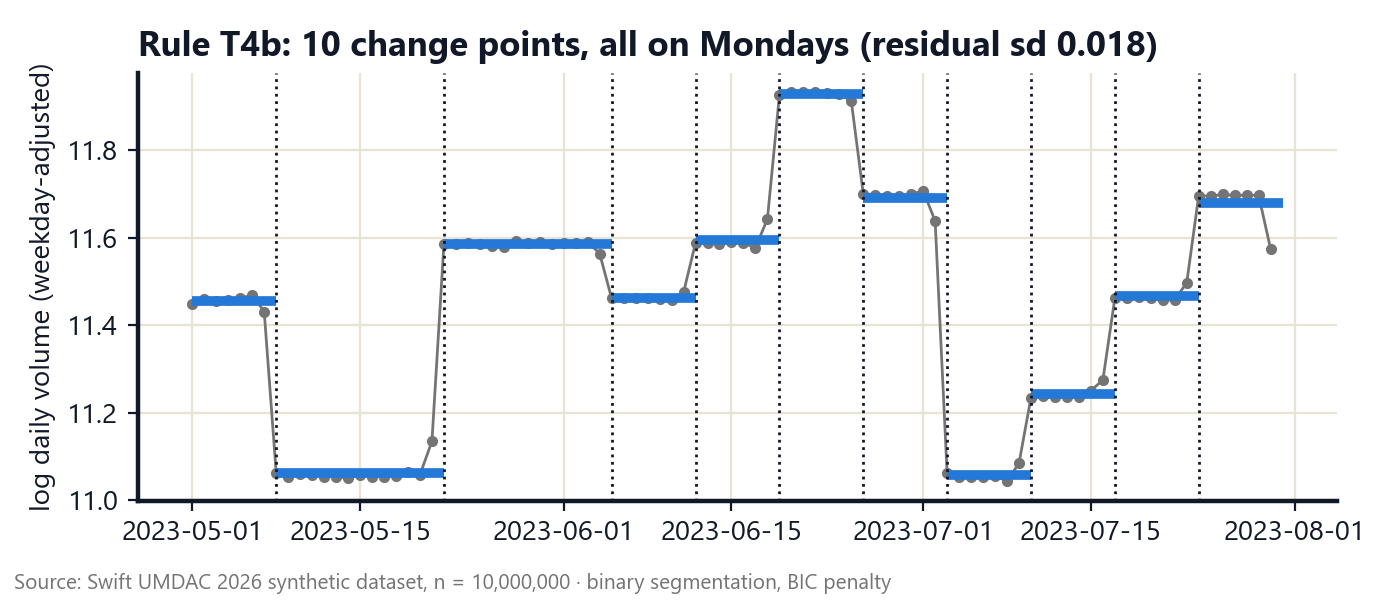 Rule T4b: 10 change points, all on Mondays (residual sd 0.018)
log daily volume (weekday-adjusted)
11.8
11.6
11.4
11.2
11.0
2023-05-01 2023-05-15 2023-06-01 2023-06-15 2023-07-01 2023-07-15 2023-08-01
Source: Swift UMDAC 2026 synthetic dataset, n = 10,000,000 · binary segmentation, BIC penalty